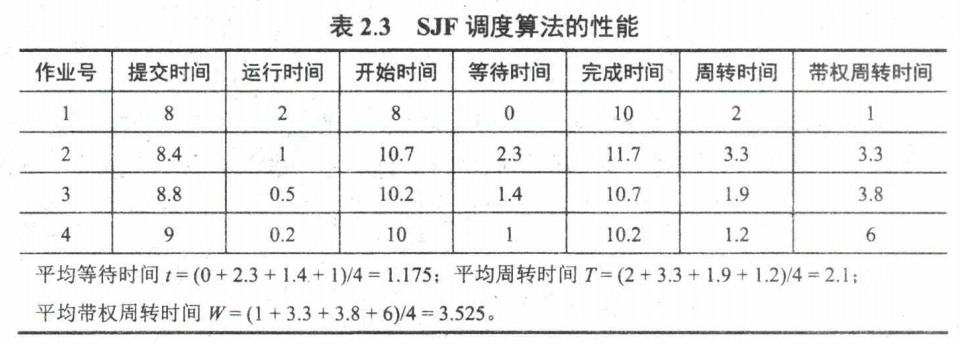 表 2.3 SJF 调度算法的性能
作业号 提交时间 运行时间 开始时间 等待时间 完成时间 周转时间 带权周转时间
1 8 2 8 0 10 2 1
2 8.4 1 10.7 2.3 11.7 3.3 3.3
3 8.8 0.5 10.2 1.4 10.7 1.9 3.8
4 9 0.2 10 1 10.2 1.2 6
平均等待时间 t = (0 + 2.3 + 1.4 + 1)/4 = 1.175；平均周转时间 T = (2 + 3.3 + 1.9 + 1.2)/4 = 2.1；
平均带权周转时间 W = (1 + 3.3 + 3.8 + 6)/4 = 3.525。